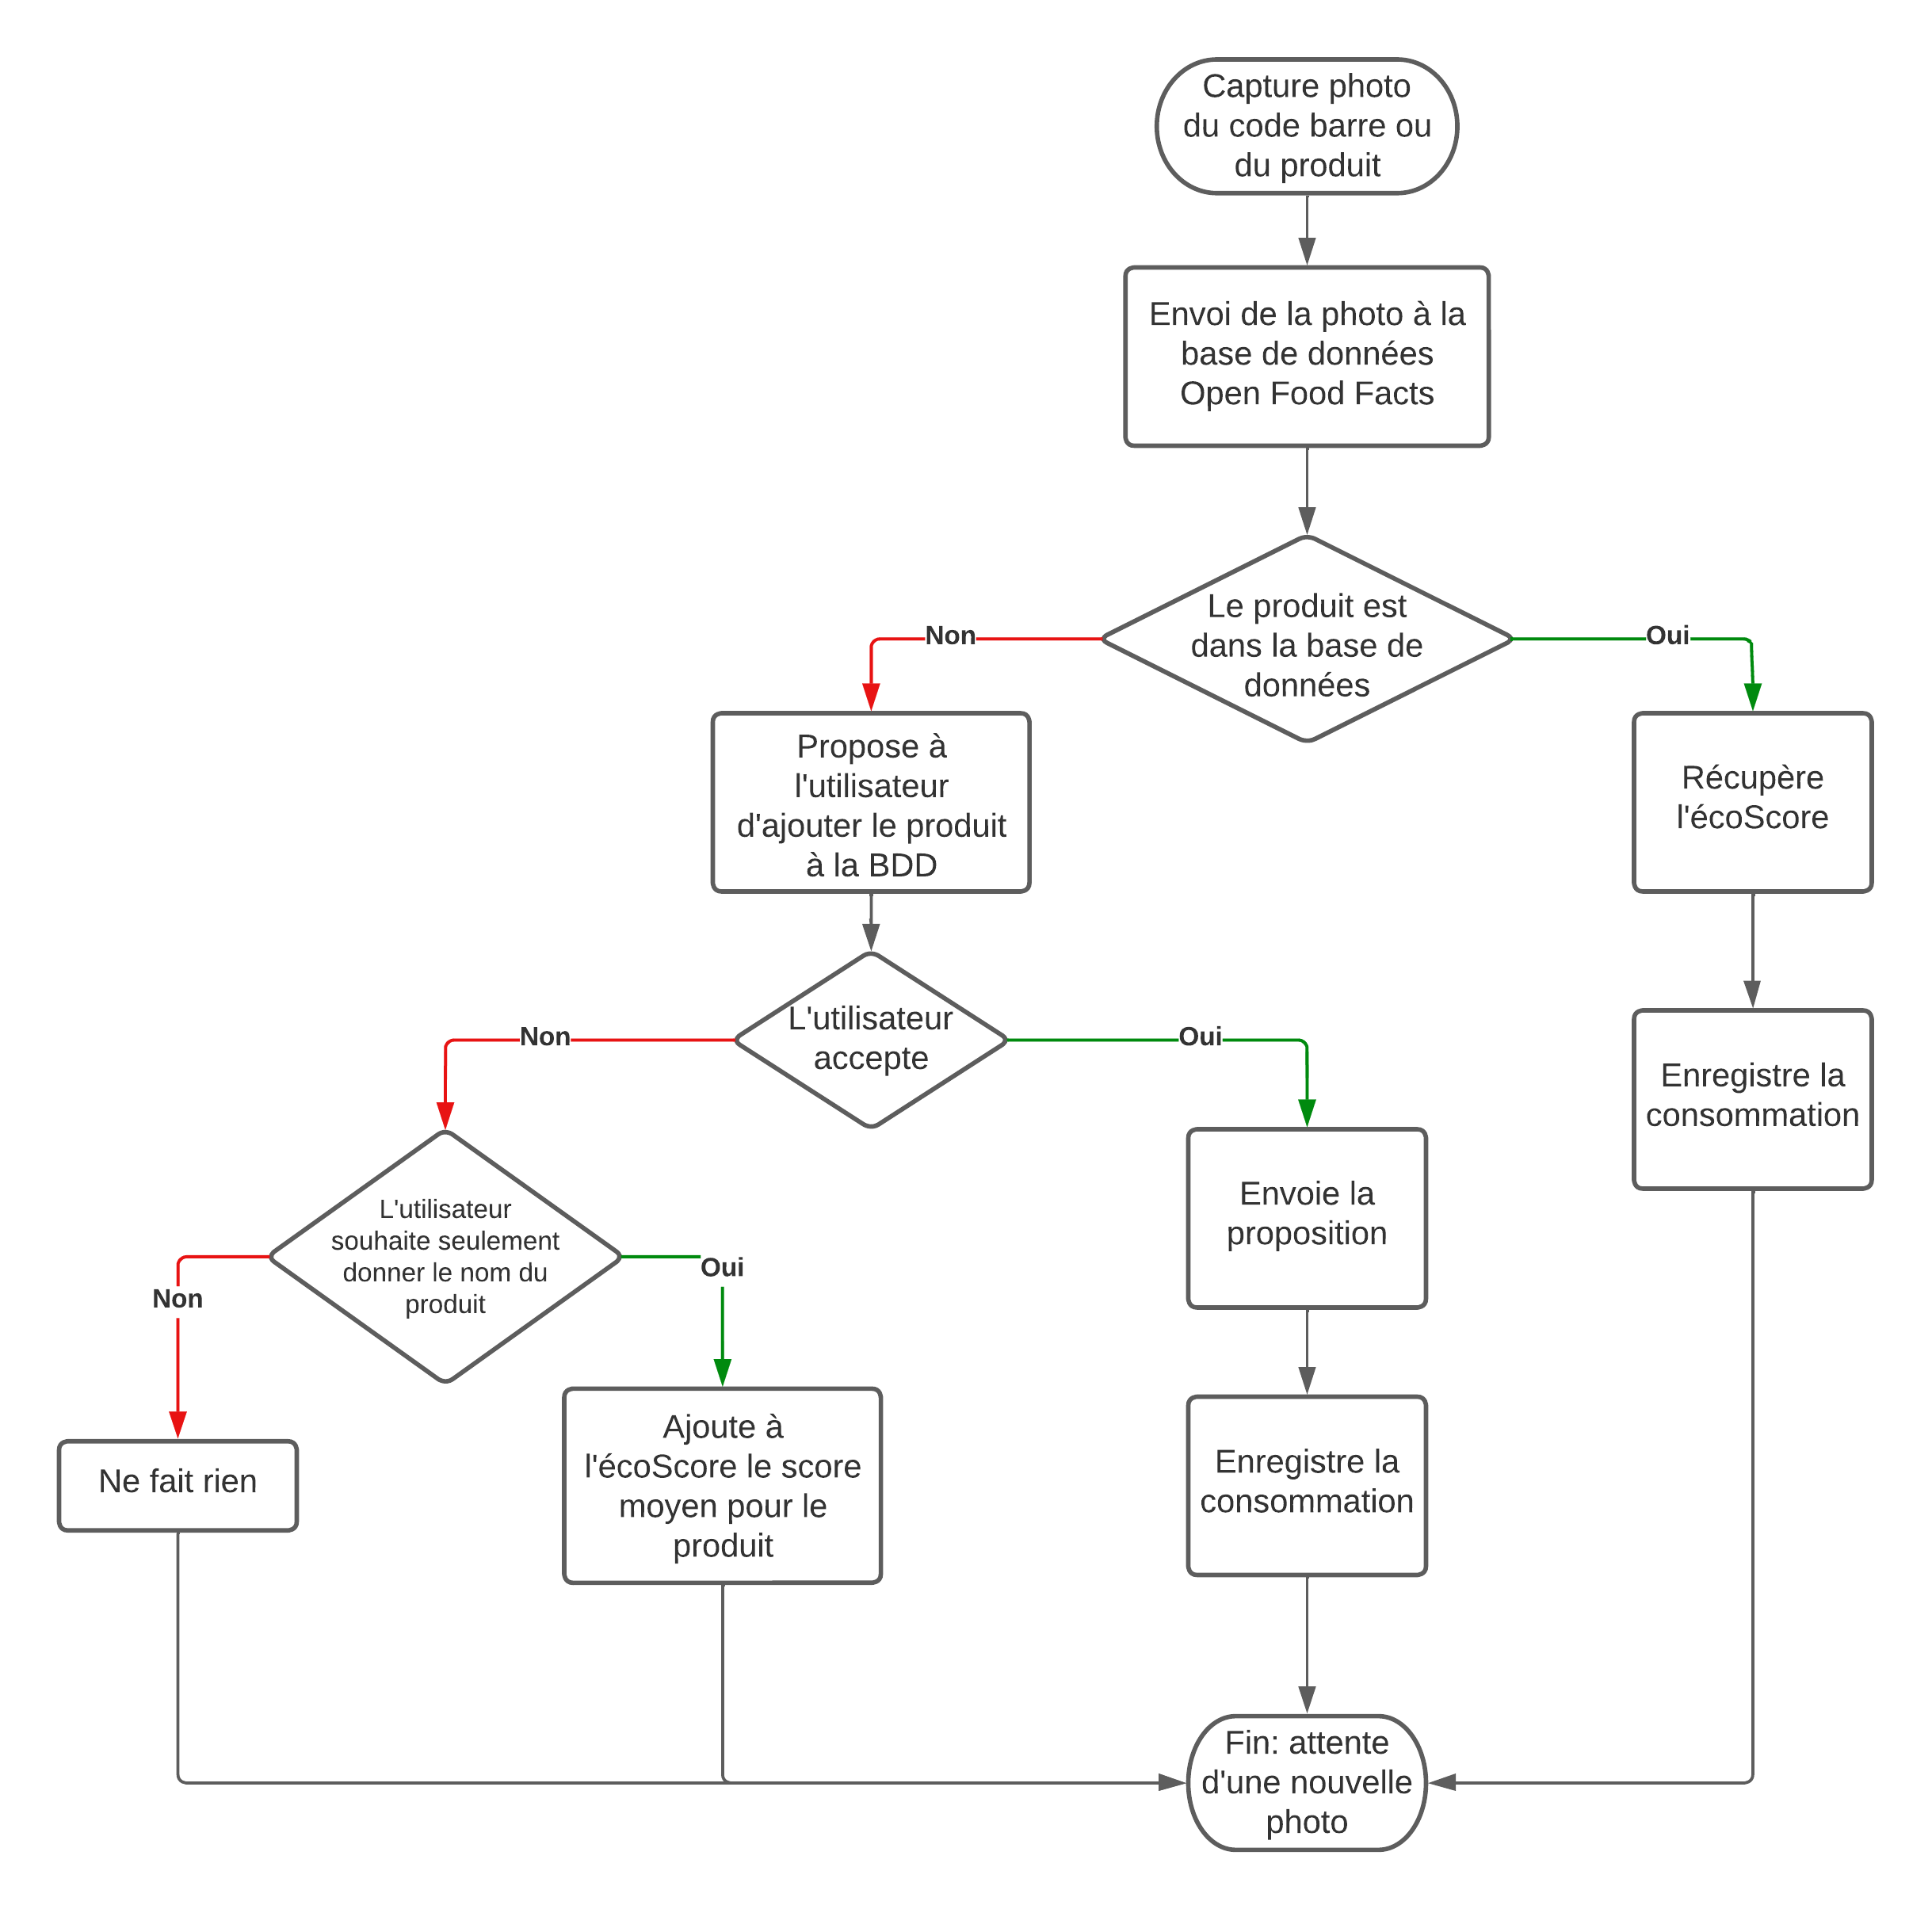 Capture photo
du code barre ou
du produit
Envoi de la photo à la
base de données
Open Food Facts
Le produit est
dans la base de
données
Non
Oui
Propose à
l'utilisateur
d'ajouter le produit
à la BDD
Récupère
l'écoScore
L'utilisateur
accepte
Non
Oui
Enregistre la
consommation
L'utilisateur
souhaite seulement
donner le nom du
produit
Non
Oui
Envoie la
proposition
Ne fait rien
Ajoute à
l'écoScore le score
moyen pour le
produit
Enregistre la
consommation
Fin: attente
d'une nouvelle
photo